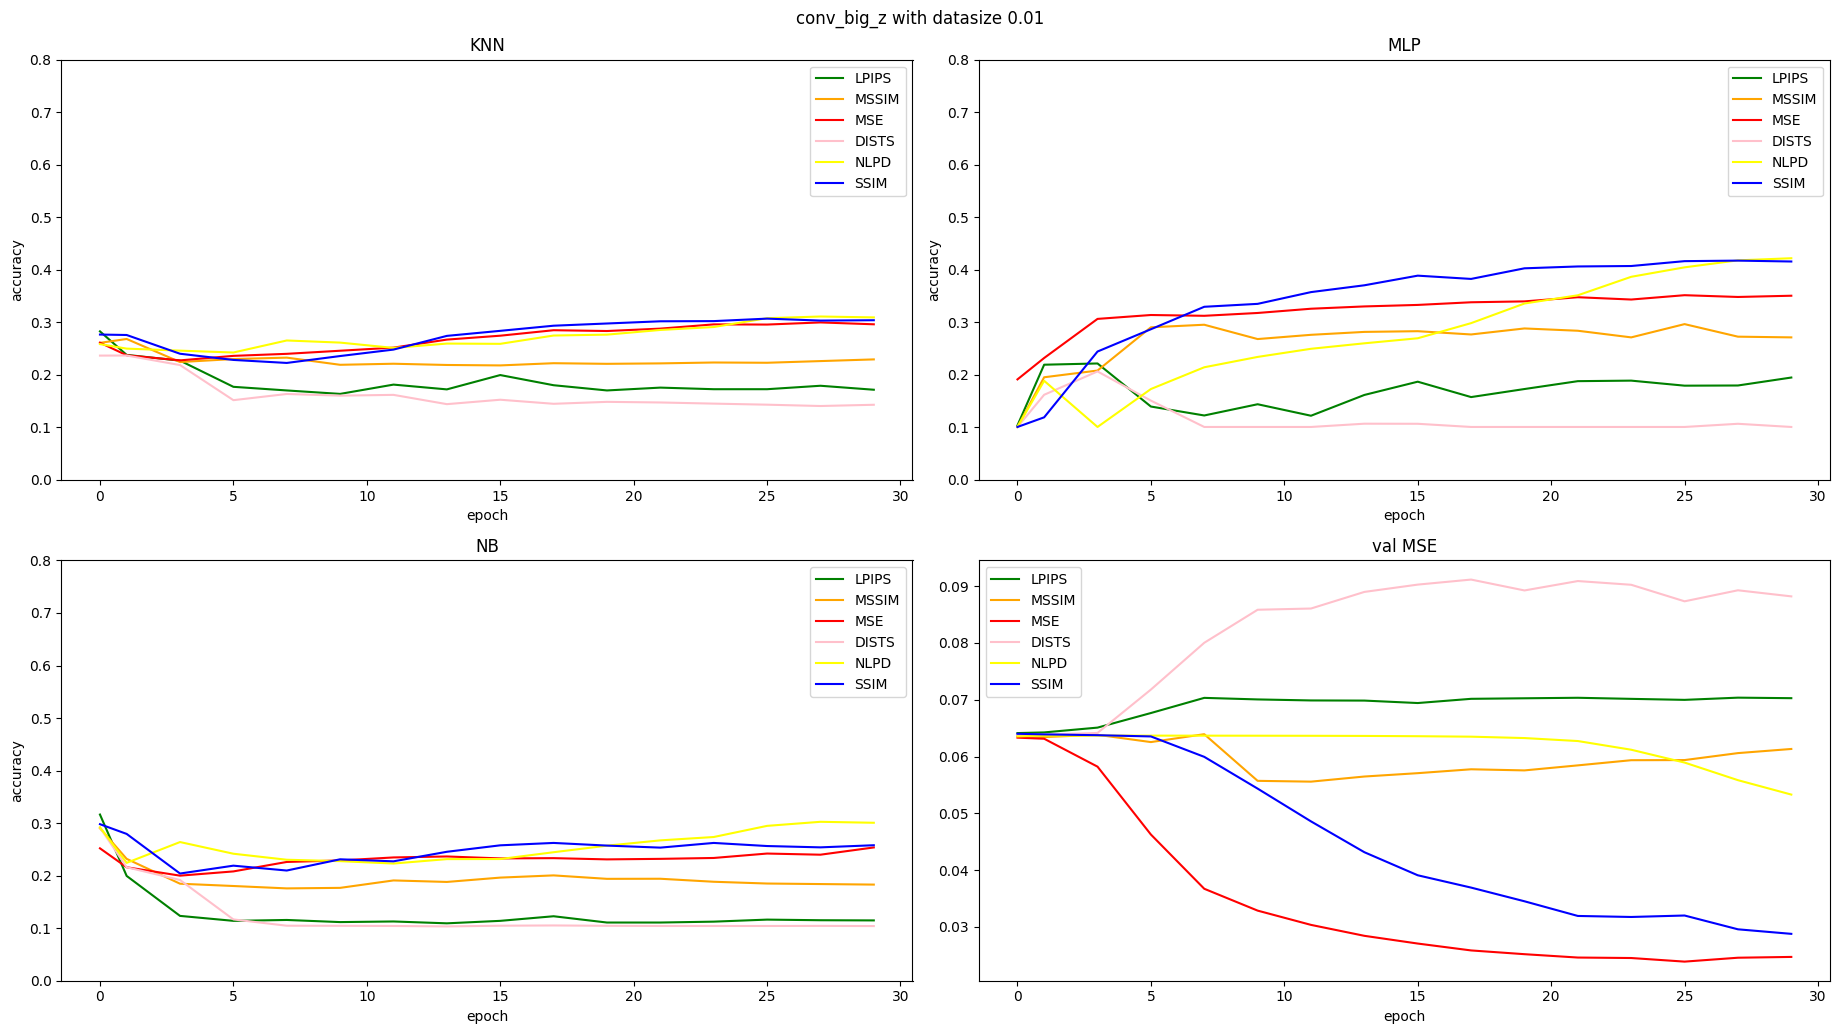 conv_big_z with datasize 0.01
KNN
0.8
0.7
0.6
0.5
0.4
0.3
0.2
0.1
0.0
accuracy
0 5 10 15 20 25 30
epoch
LPIPS
MSSIM
MSE
DISTS
NLPD
SSIM
MLP
0.8
0.7
0.6
0.5
0.4
0.3
0.2
0.1
0.0
accuracy
0 5 10 15 20 25 30
epoch
LPIPS
MSSIM
MSE
DISTS
NLPD
SSIM
NB
0.8
0.7
0.6
0.5
0.4
0.3
0.2
0.1
0.0
accuracy
0 5 10 15 20 25 30
epoch
LPIPS
MSSIM
MSE
DISTS
NLPD
SSIM
val MSE
0.09
0.08
0.07
0.06
0.05
0.04
0.03
0 5 10 15 20 25 30
epoch
LPIPS
MSSIM
MSE
DISTS
NLPD
SSIM